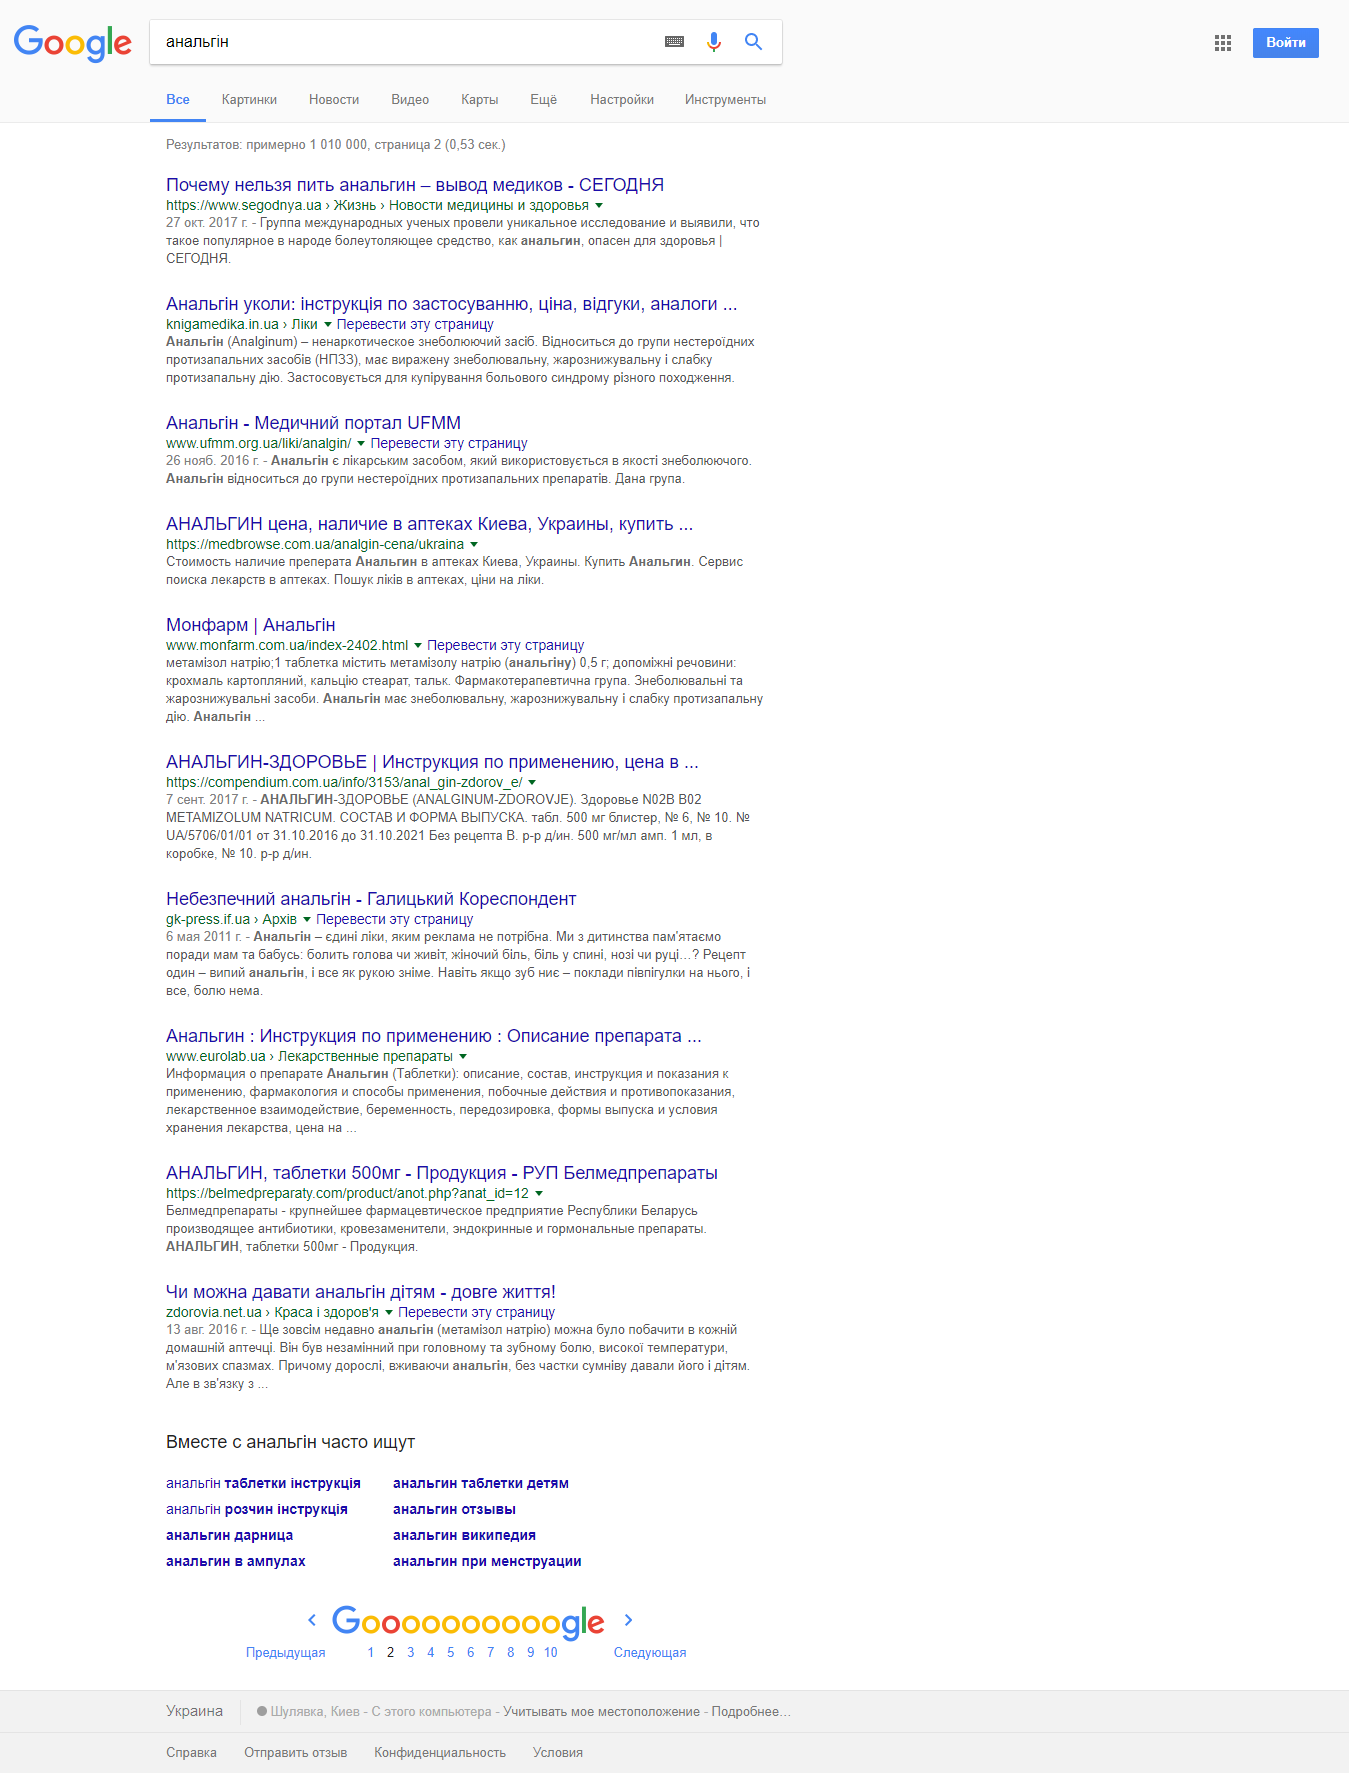 Google
анальгін
Войти
Все Картинки Новости Видео Карты Ещё Настройки Инструменты
Результатов: примерно 1 010 000, страница 2 (0,53 сек.)
Почему нельзя пить анальгин – вывод медиков - СЕГОДНЯ
https://www.segodnya.ua › Жизнь › Новости медицины и здоровья
27 окт. 2017 г. - Группа международных ученых провели уникальное исследование и выявили, что
такое популярное в народе болеутоляющее средство, как анальгин, опасен для здоровья |
СЕГОДНЯ.
Анальгін уколи: інструкція по застосуванню, ціна, відгуки, аналоги ...
knigamedika.in.ua › Ліки Перевести эту страницу
Анальгін (Analginum) – ненаркотическое знеболюючий засіб. Відноситься до групи нестероїдних
протизапальних засобів (НПЗЗ), має виражену знеболювальну, жарознижувальну і слабку
протизапальну дію. Застосовується для купірування больового синдрому різного походження.
Анальгін - Медичний портал UFMM
www.ufmm.org.ua/liki/analgin/ Перевести эту страницу
26 нояб. 2016 г. - Анальгін є лікарським засобом, який використовується в якості знеболюючого.
Анальгін відноситься до групи нестероїдних протизапальних препаратів. Дана група.
АНАЛЬГИН цена, наличие в аптеках Киева, Украины, купить ...
https://medbrowse.com.ua/analgin-cena/ukraina
Стоимость наличие преперата Анальгин в аптеках Киева, Украины. Купить Анальгин. Сервис
поиска лекарств в аптеках. Пошук ліків в аптеках, ціни на ліки.
Монфарм | Анальгін
www.monfarm.com.ua/index-2402.html Перевести эту страницу
метамізол натрію;1 таблетка містить метамізолу натрію (анальгіну) 0,5 г; допоміжні речовини:
крохмаль картопляний, кальцію стеарат, тальк. Фармакотерапевтична група. Знеболювальні та
жарознижувальні засоби. Анальгін має знеболювальну, жарознижувальну і слабку протизапальну
дію. Анальгін ...
АНАЛЬГИН-ЗДОРОВЬЕ | Инструкция по применению, цена в ...
https://compendium.com.ua/info/3153/anal_gin-zdorov_e/
7 сент. 2017 г. - АНАЛЬГИН-ЗДОРОВЬЕ (ANALGINUM-ZDOROVJE). Здоровье N02B B02
METAMIZOLUM NATRICUM. СОСТАВ И ФОРМА ВЫПУСКА. табл. 500 мг блистер, № 6, № 10. №
UA/5706/01/01 от 31.10.2016 до 31.10.2021 Без рецепта В. р-р д/ин. 500 мг/мл амп. 1 мл, в
коробке, № 10. р-р д/ин.
Небезпечний анальгін - Галицький Кореспондент
gk-press.if.ua › Архів Перевести эту страницу
6 мая 2011 г. - Анальгін – єдині ліки, яким реклама не потрібна. Ми з дитинства пам'ятаємо
поради мам та бабусь: болить голова чи живіт, жіночий біль, біль у спині, нозі чи руці…? Рецепт
один – випий анальгін, і все як рукою зніме. Навіть якщо зуб ниє – поклади півпігулки на нього, і
все, болю нема.
Анальгин : Инструкция по применению : Описание препарата ...
www.eurolab.ua › Лекарственные препараты
Информация о препарате Анальгин (Таблетки): описание, состав, инструкция и показания к
применению, фармакология и способы применения, побочные действия и противопоказания,
лекарственное взаимодействие, беременность, передозировка, формы выпуска и условия
хранения лекарства, цена на ...
АНАЛЬГИН, таблетки 500мг - Продукция - РУП Белмедпрепараты
https://belmedpreparaty.com/product/anot.php?anat_id=12
Белмедпрепараты - крупнейшее фармацевтическое предприятие Республики Беларусь
производящее антибиотики, кровезаменители, эндокринные и гормональные препараты.
АНАЛЬГИН, таблетки 500мг - Продукция.
Чи можна давати анальгін дітям - довге життя!
zdorovia.net.ua › Краса і здоров'я Перевести эту страницу
13 авг. 2016 г. - Ще зовсім недавно анальгін (метамізол натрію) можна було побачити в кожній
домашній аптечці. Він був незамінний при головному та зубному болю, високої температури,
м'язових спазмах. Причому дорослі, вживаючи анальгін, без частки сумніву давали його і дітям.
Але в зв'язку з ...
Вместе с анальгін часто ищут
анальгін таблетки інструкція анальгин таблетки детям
анальгін розчин інструкція анальгин отзывы
анальгин дарница анальгин википедия
анальгин в ампулах анальгин при менструации
Goooooooooogle
Предыдущая 1 2 3 4 5 6 7 8 9 10 Следующая
Украина Шулявка, Киев - С этого компьютера - Учитывать мое местоположение - Подробнее…
Справка Отправить отзыв Конфиденциальность Условия